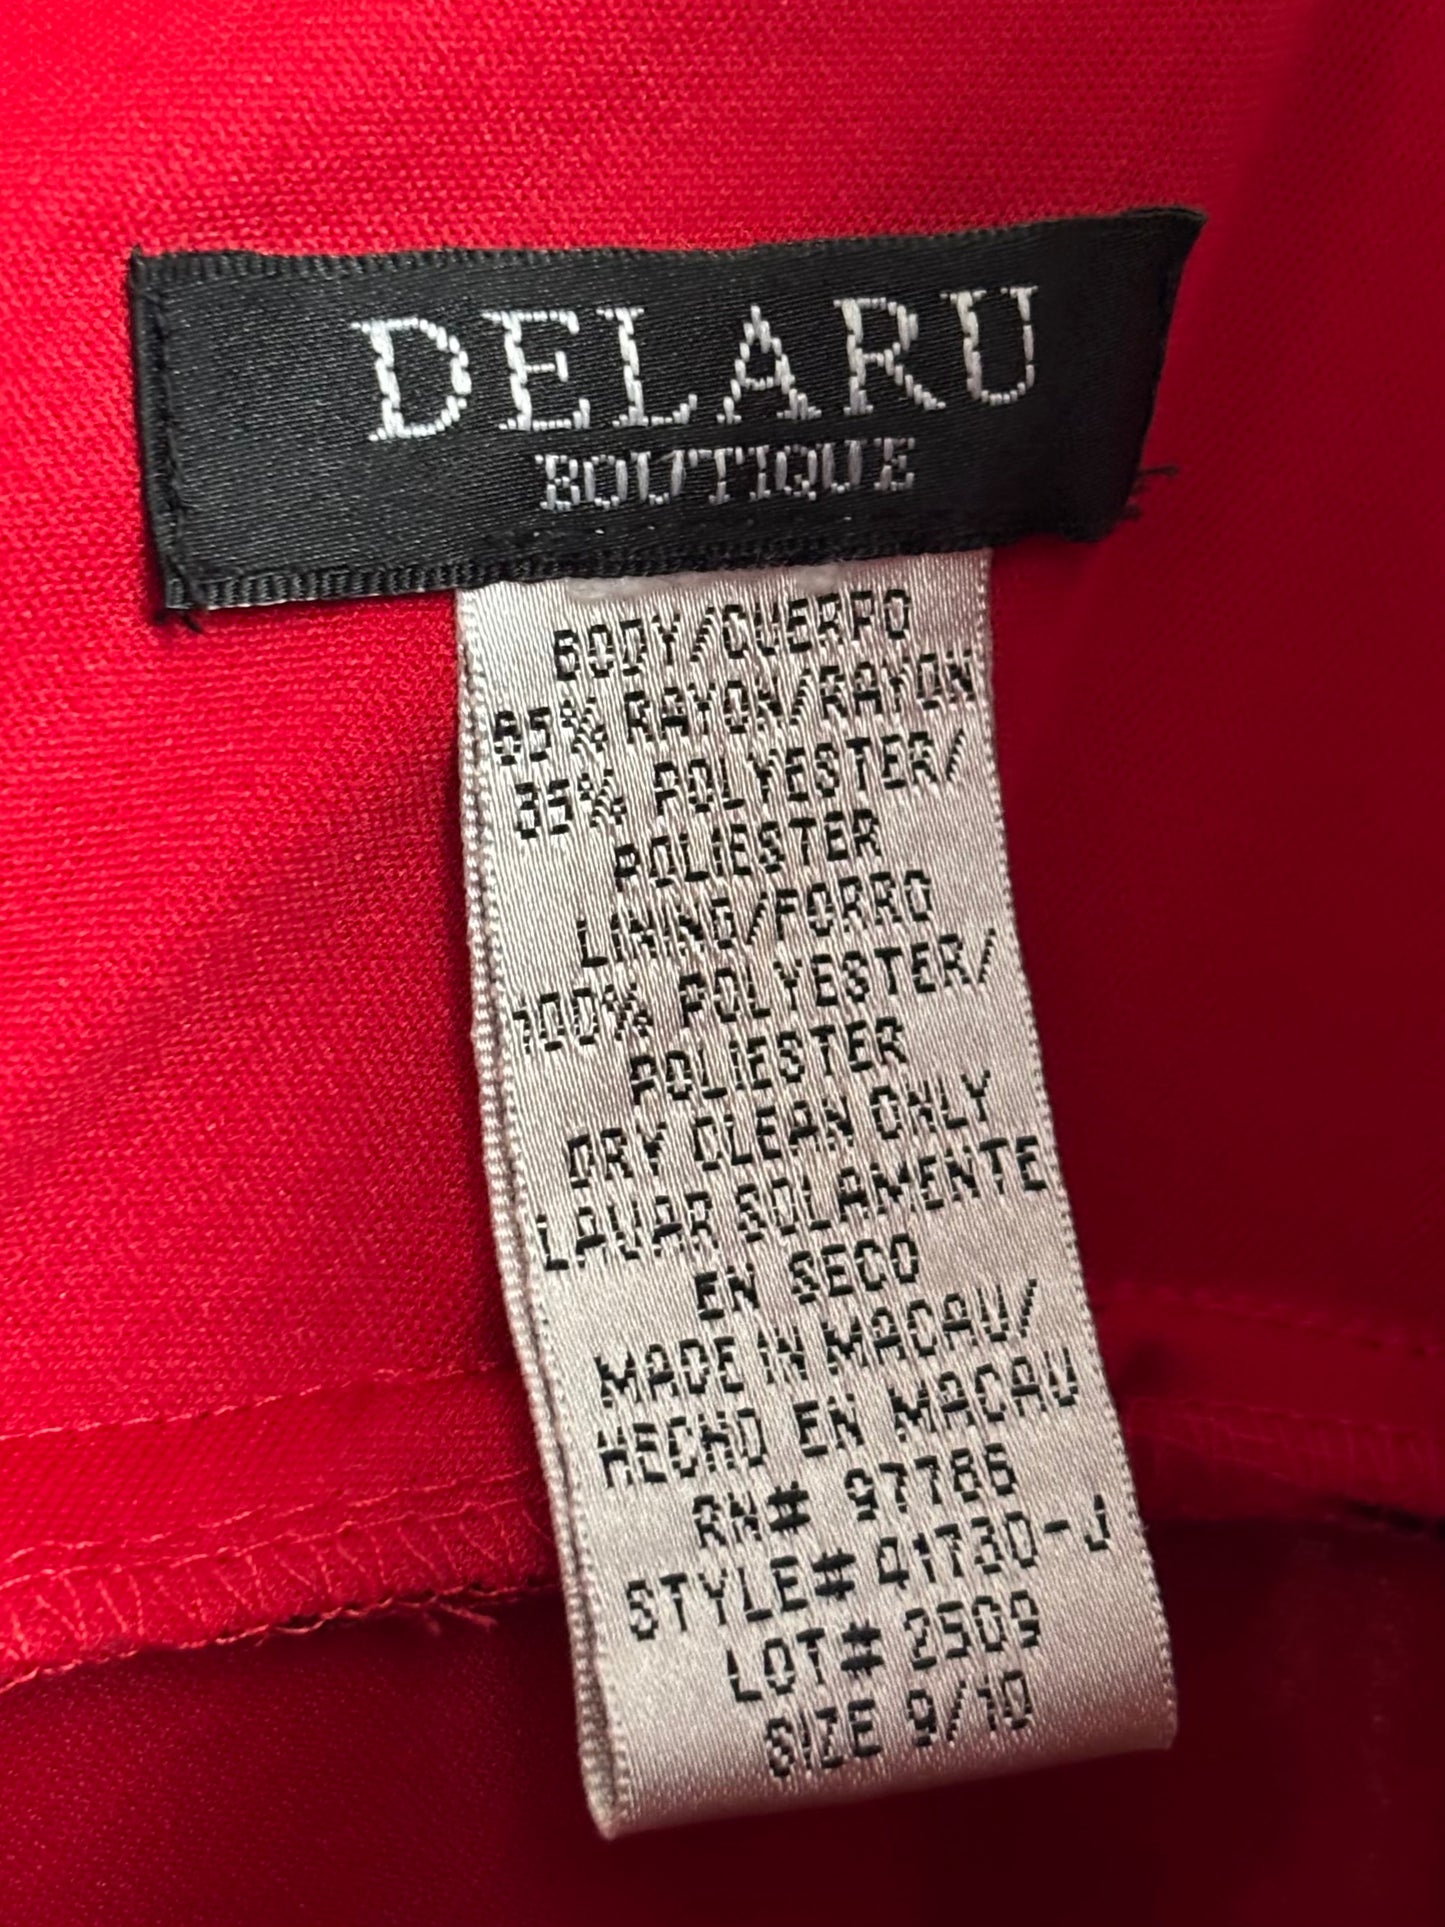 DELARU
BOUTIQUE
BODY/CUERPO
65% RAYON/RAYON
35% POLYESTER/
POLIESTER
LINING/FORRO
100% POLYESTER/
POLIESTER
DRY CLEAN ONLY
LAVAR SOLAMENTE
EN SECO
MADE IN MACAU/
HECHO EN MACAU
RN# 97786
STYLE# 41730-J
LOT# 2509
SIZE 9/10